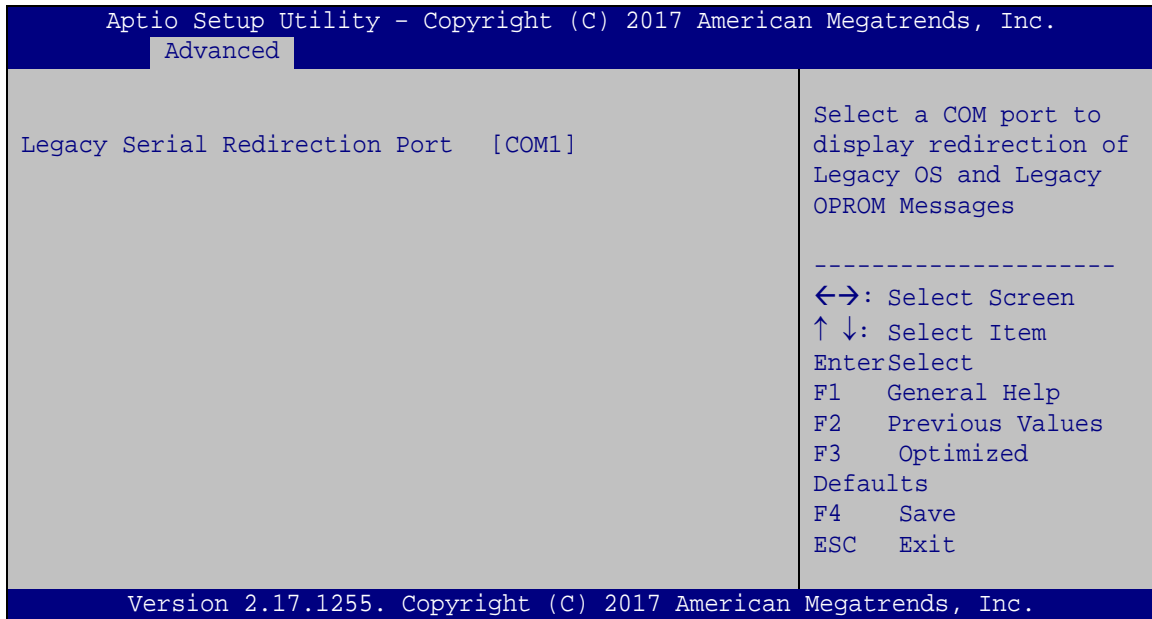 Aptio Setup Utility – Copyright (C) 2017 American Megatrends, Inc.
Advanced
Legacy Serial Redirection Port [COM1]
Select a COM port to
display redirection of
Legacy OS and Legacy
OPROM Messages
---------------------
←→: Select Screen
↑ ↓: Select Item
EnterSelect
F1 General Help
F2 Previous Values
F3 Optimized
Defaults
F4 Save
ESC Exit
Version 2.17.1255. Copyright (C) 2017 American Megatrends, Inc.